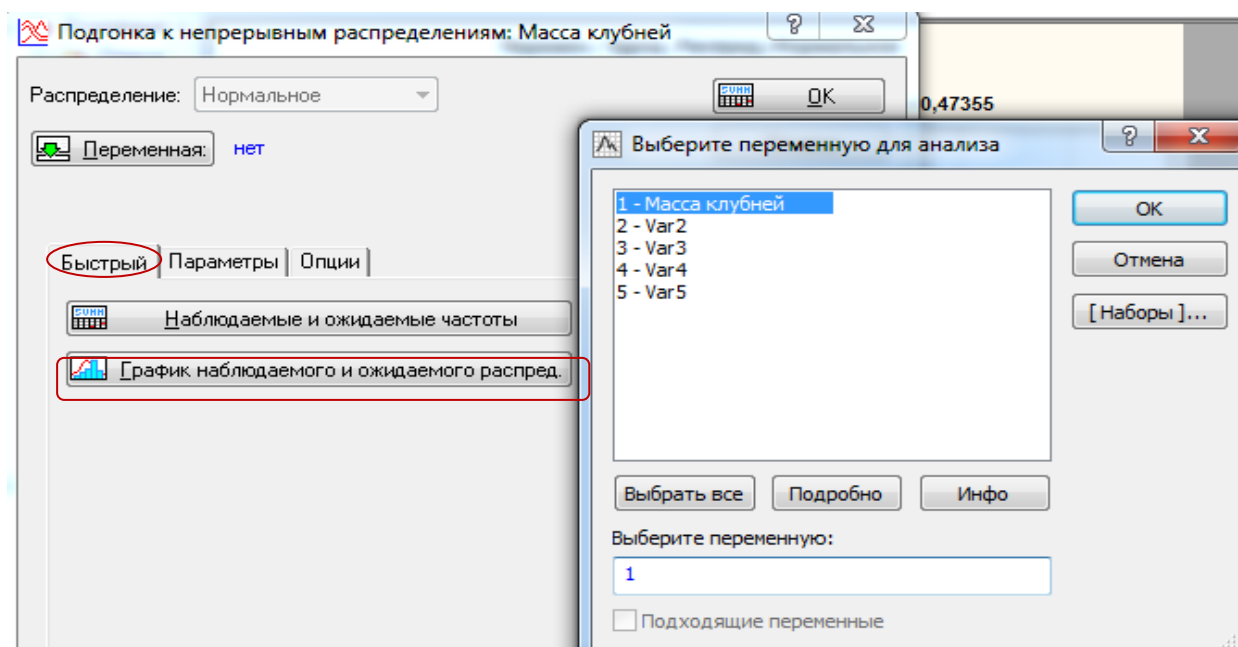 Подгонка к непрерывным распределениям: Масса клубней
Распределение: Нормальное
ОК
Переменная: нет
Быстрый
Параметры
Опции
Наблюдаемые и ожидаемые частоты
График наблюдаемого и ожидаемого распред.
0,47355
Выберите переменную для анализа
1 - Масса клубней
2 - Var2
3 - Var3
4 - Var4
5 - Var5
ОК
Отмена
[ Наборы ]...
Выбрать все
Подробно
Инфо
Выберите переменную:
1
Подходящие переменные